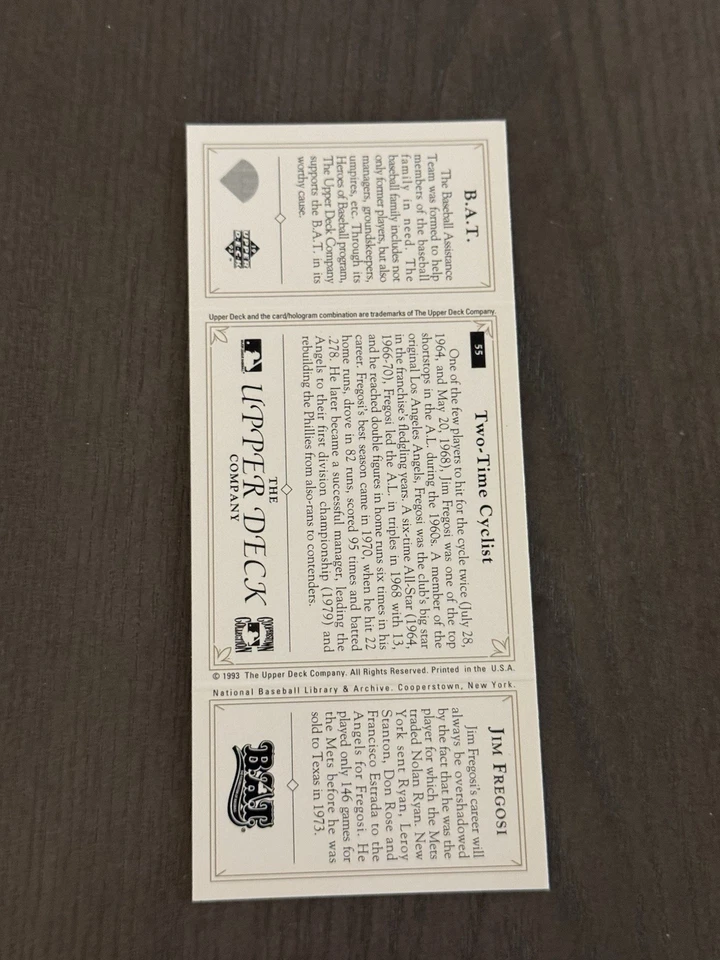 B.A.T.
The Baseball Assistance
Team was formed to help
members of the baseball
family in need. The
baseball family includes not
only former players, but also
managers, groundskeepers,
umpires, etc. Through its
Heroes of Baseball program,
The Upper Deck Company
supports the B.A.T. in its
worthy cause.
UPPER
DECK
Upper Deck and the card/hologram combination are trademarks of The Upper Deck Company.
55
Two-Time Cyclist
One of the few players to hit for the cycle twice (July 28,
1964, and May 20, 1968), Jim Fregosi was one of the top
shortstops in the A.L. during the 1960s. A member of the
original Los Angeles Angels, Fregosi was the club's big star
in the franchise's fledgling years. A six-time All-Star (1964,
1966-70), Fregosi led the A.L. in triples in 1968 with 13,
and he reached double figures in home runs six times in his
career. Fregosi's best season came in 1970, when he hit 22
home runs, drove in 82 runs, scored 95 times and batted
.278. He later became a successful manager, leading the
Angels to their first division championship (1979) and
rebuilding the Phillies from also-rans to contenders.
THE
UPPER DECK
COMPANY
COOPERSTOWN
COLLECTION
© 1993 The Upper Deck Company. All Rights Reserved. Printed in the U.S.A.
National Baseball Library & Archive. Cooperstown, New York.
JIM FREGOSI
Jim Fregosi's career will
always be overshadowed
by the fact that he was the
player for which the Mets
traded Nolan Ryan. New
York sent Ryan, Leroy
Stanton, Don Rose and
Francisco Estrada to the
Angels for Fregosi. He
played only 146 games for
the Mets before he was
sold to Texas in 1973.
B.A.T.
®